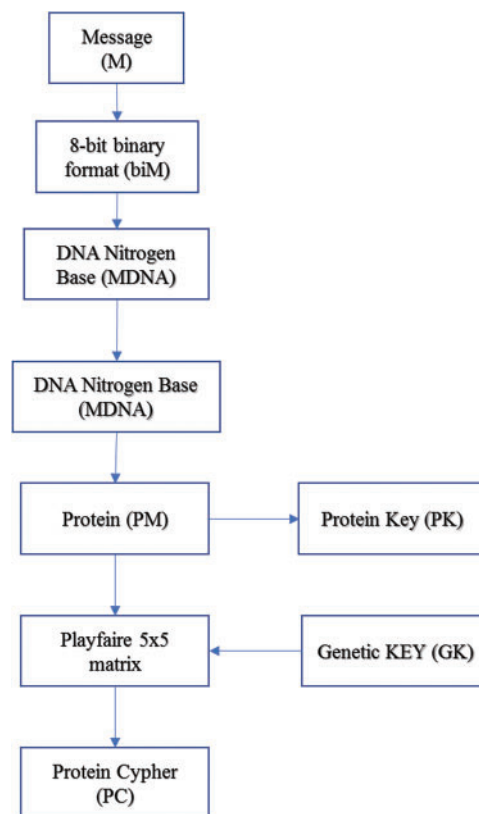 Message
(M)
8-bit binary
format (biM)
DNA Nitrogen
Base (MDNA)
DNA Nitrogen Base
(MDNA)
Protein (PM)
Protein Key (PK)
Playfaire 5x5
matrix
Genetic KEY (GK)
Protein Cypher
(PC)